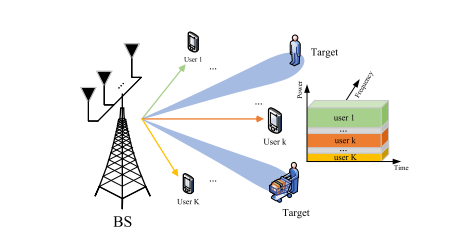 User 1
...
Target
...
Frequency
Power
...
User k
user 1
...
user k
...
user K
Time
...
User K
Target
BS